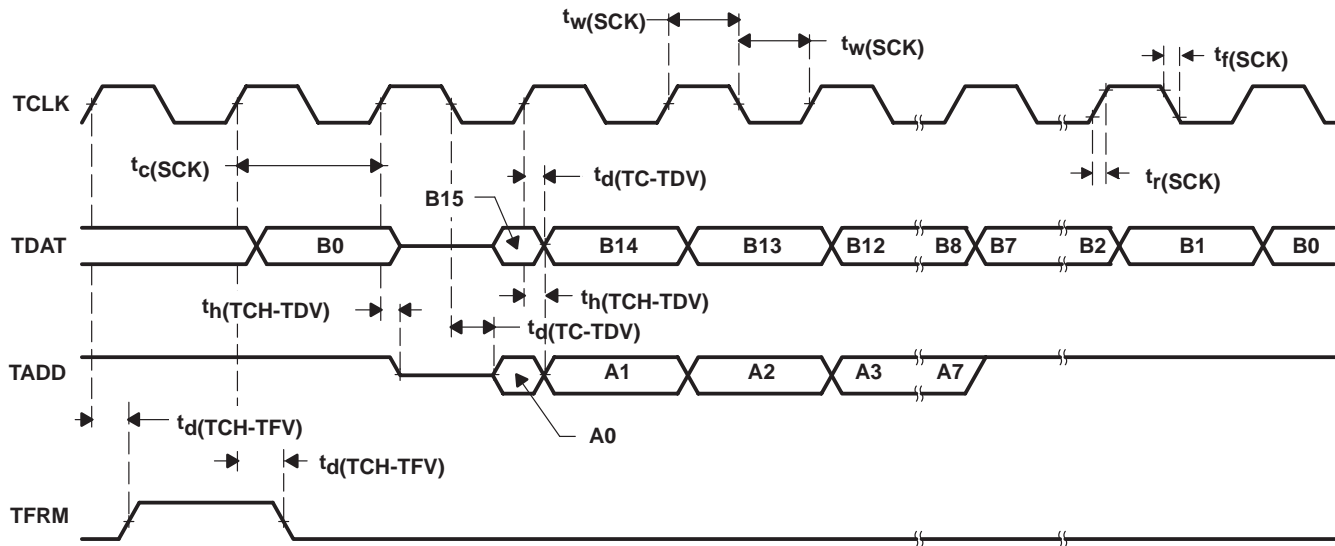 tw(SCK)
tw(SCK)
tf(SCK)
TCLK
tc(SCK)
td(TC-TDV)
tr(SCK)
B15
TDAT
B0
B14
B13
B12
B8
B7
B2
B1
B0
th(TCH-TDV)
th(TCH-TDV)
td(TC-TDV)
TADD
A1
A2
A3
A7
td(TCH-TFV)
A0
td(TCH-TFV)
TFRM